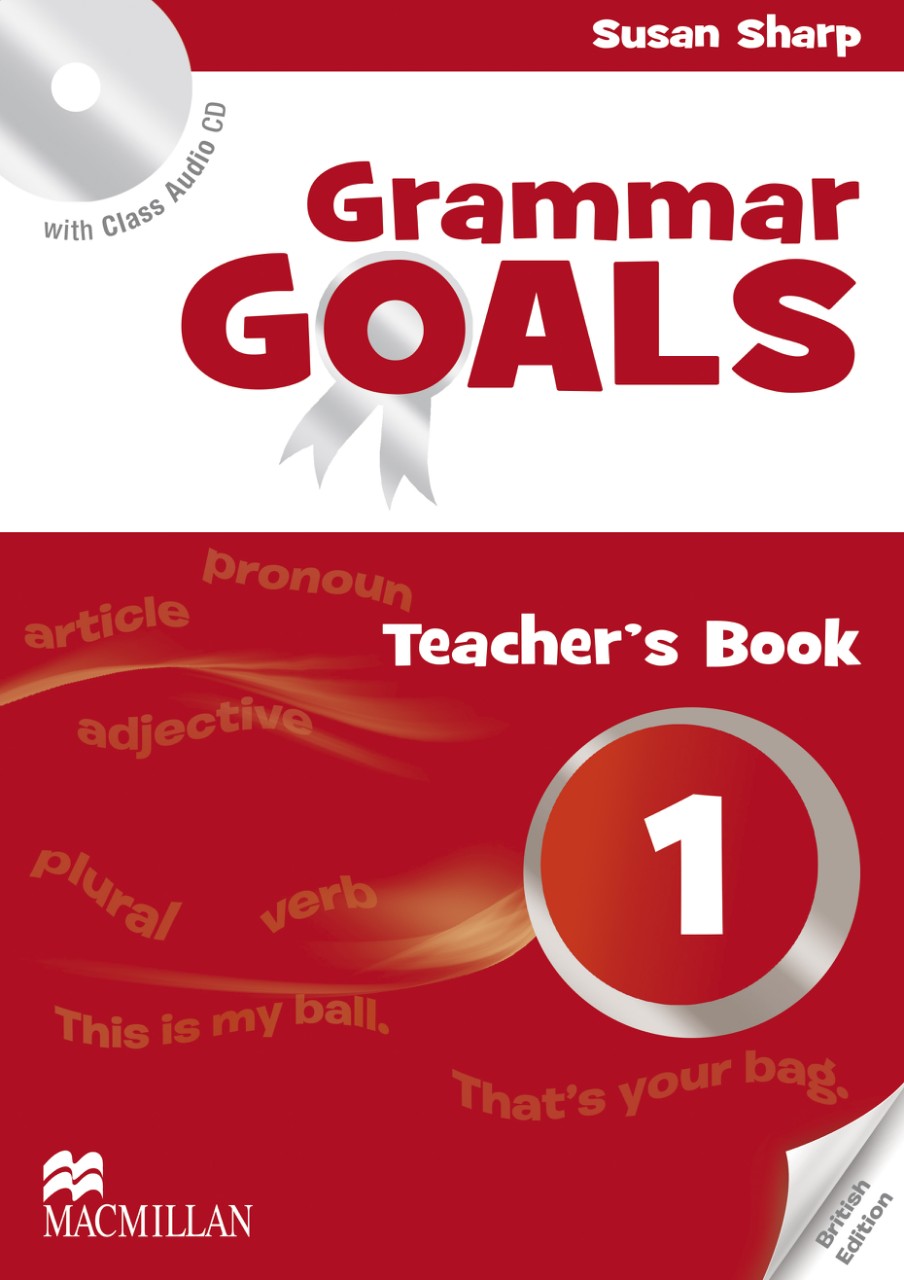 Susan Sharp
with Class Audio CD
Grammar
GOALS
pronoun
article
Teacher's Book
adjective
1
plural
verb
This is my ball.
That's your bag.
MACMILLAN
British
Edition